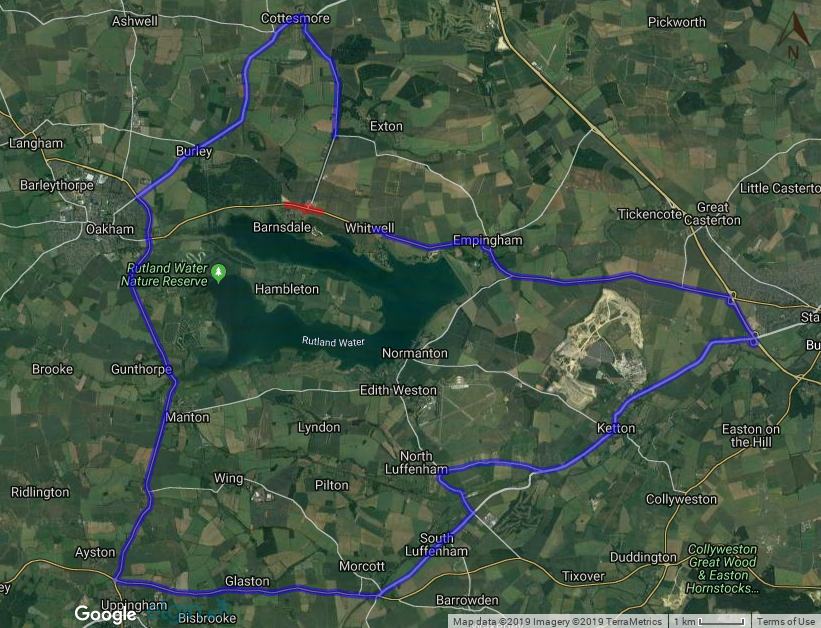 Ashwell
Cottesmore
Pickworth
N
Langham
Exton
Burley
Barleythorpe
Little Casterto
Great
Casterton
Tickencote
Oakham
Barnsdale
Whitwell
Empingham
Rutland Water
Nature Reserve
Hambleton
Sta
Rutland Water
Bu
Normanton
Brooke
Gunthorpe
Edith Weston
Manton
Lyndon
Ketton
Easton on
the Hill
North
Luffenham
Wing
Pilton
Ridlington
Collyweston
South
Luffenham
Ayston
Collyweston
Great Wood
& Easton
Hornstocks...
Duddington
Morcott
Tixover
ey
Glaston
Barrowden
Uppingham
Bisbrooke
Google
Map data ©2019 Imagery ©2019 TerraMetrics
1 km
Terms of Use